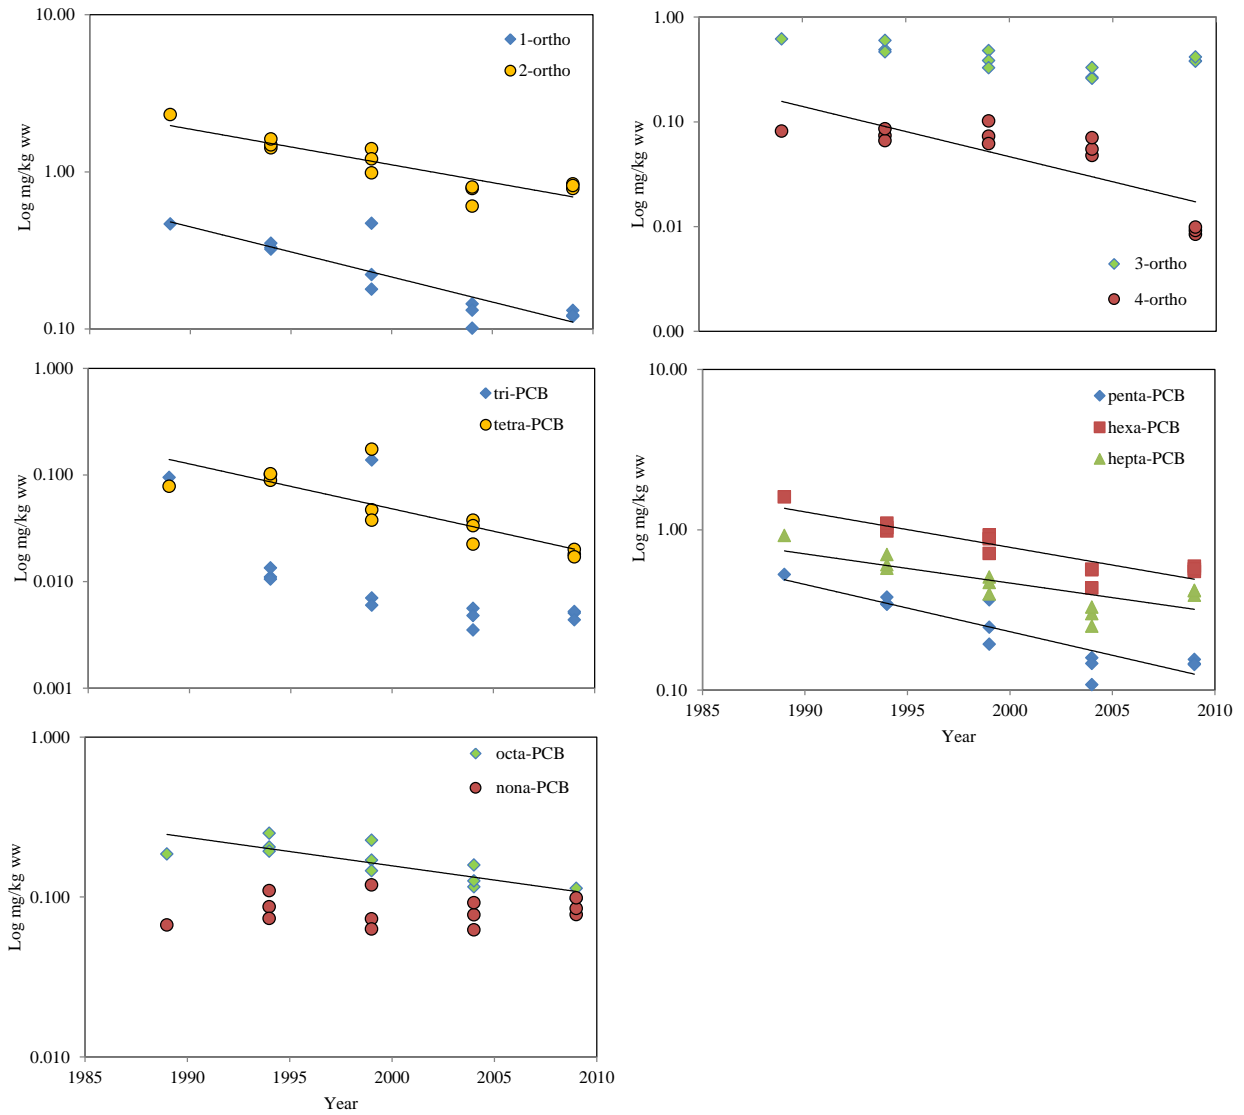 10.00
1.00
0.10
Log mg/kg ww
1-ortho
2-ortho
1.00
0.10
0.01
0.00
Log mg/kg ww
3-ortho
4-ortho
1.000
0.100
0.010
0.001
Log mg/kg ww
tri-PCB
tetra-PCB
10.00
1.00
0.10
Log mg/kg ww
penta-PCB
hexa-PCB
hepta-PCB
1985 1990 1995 2000 2005 2010
Year
1.000
0.100
0.010
Log mg/kg ww
octa-PCB
nona-PCB
1985 1990 1995 2000 2005 2010
Year